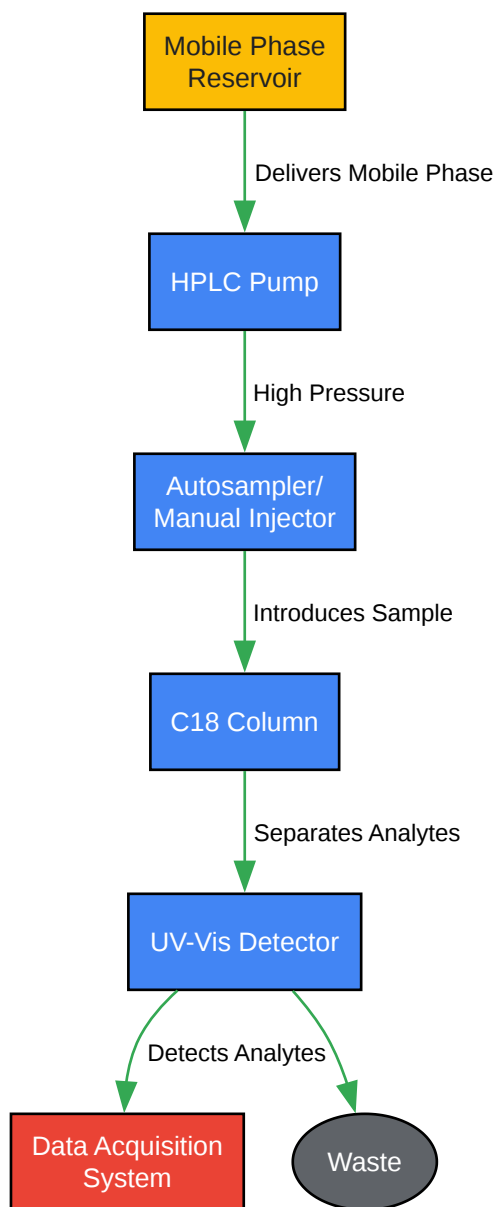 Mobile Phase
Reservoir
Delivers Mobile Phase
HPLC Pump
High Pressure
Autosampler/
Manual Injector
Introduces Sample
C18 Column
Separates Analytes
UV-Vis Detector
Detects Analytes
Data Acquisition
System
Waste